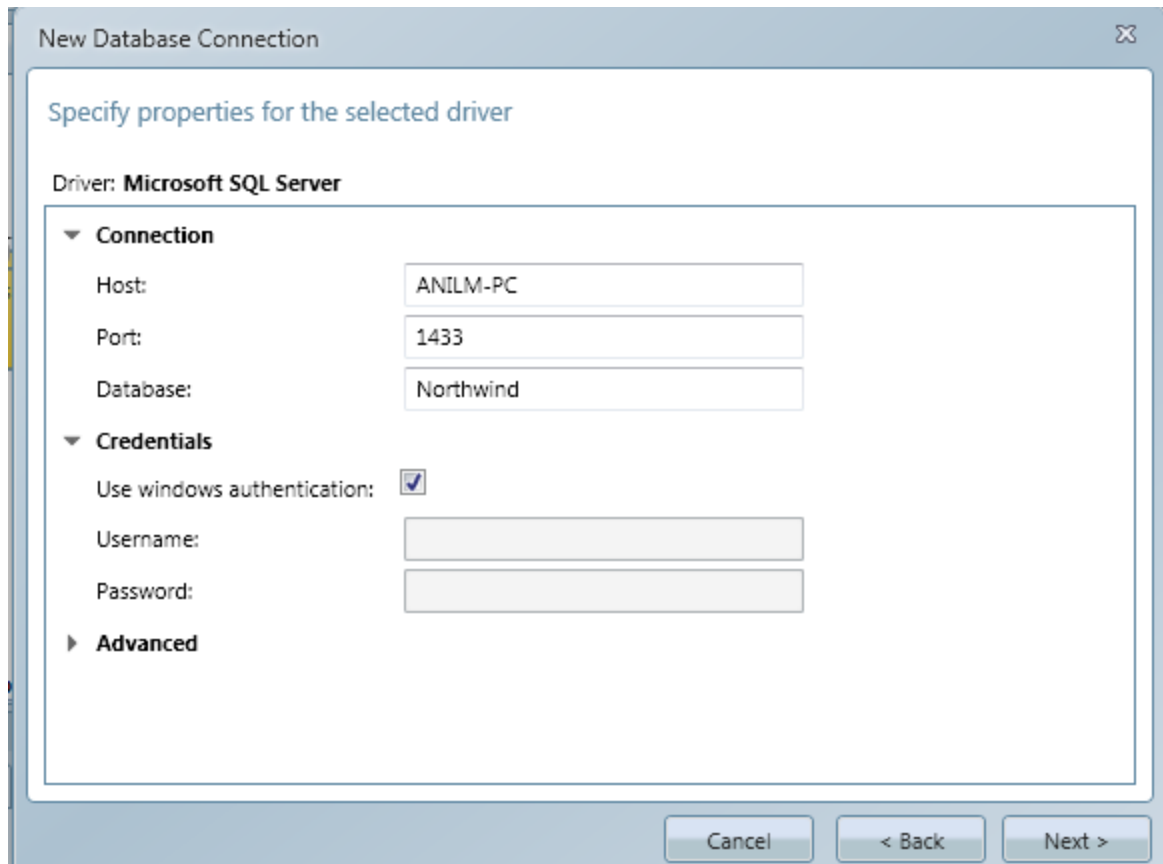 New Database Connection
Specify properties for the selected driver
Driver: Microsoft SQL Server
Connection
Host: ANILM-PC
Port: 1433
Database: Northwind
Credentials
Use windows authentication:
Username:
Password:
Advanced
Cancel < Back Next >